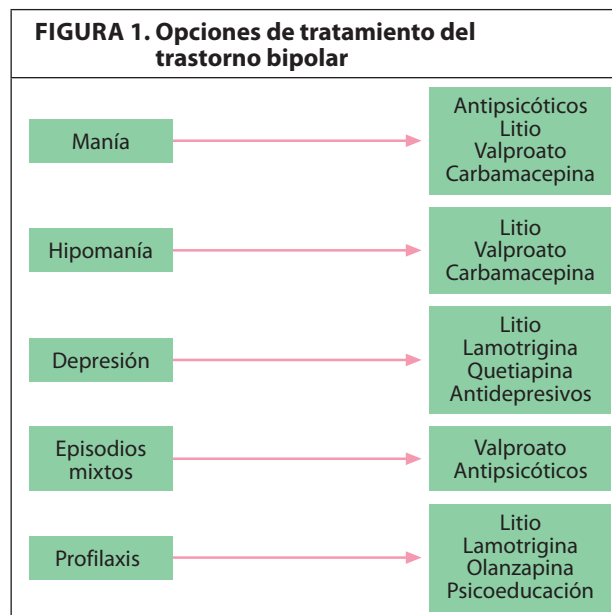 FIGURA 1. Opciones de tratamiento del
trastorno bipolar
Manía
Antipsicóticos
Litio
Valproato
Carbamacepina
Hipomanía
Litio
Valproato
Carbamacepina
Depresión
Litio
Lamotrigina
Quetiapina
Antidepresivos
Episodios
mixtos
Valproato
Antipsicóticos
Profilaxis
Litio
Lamotrigina
Olanzapina
Psicoeducación